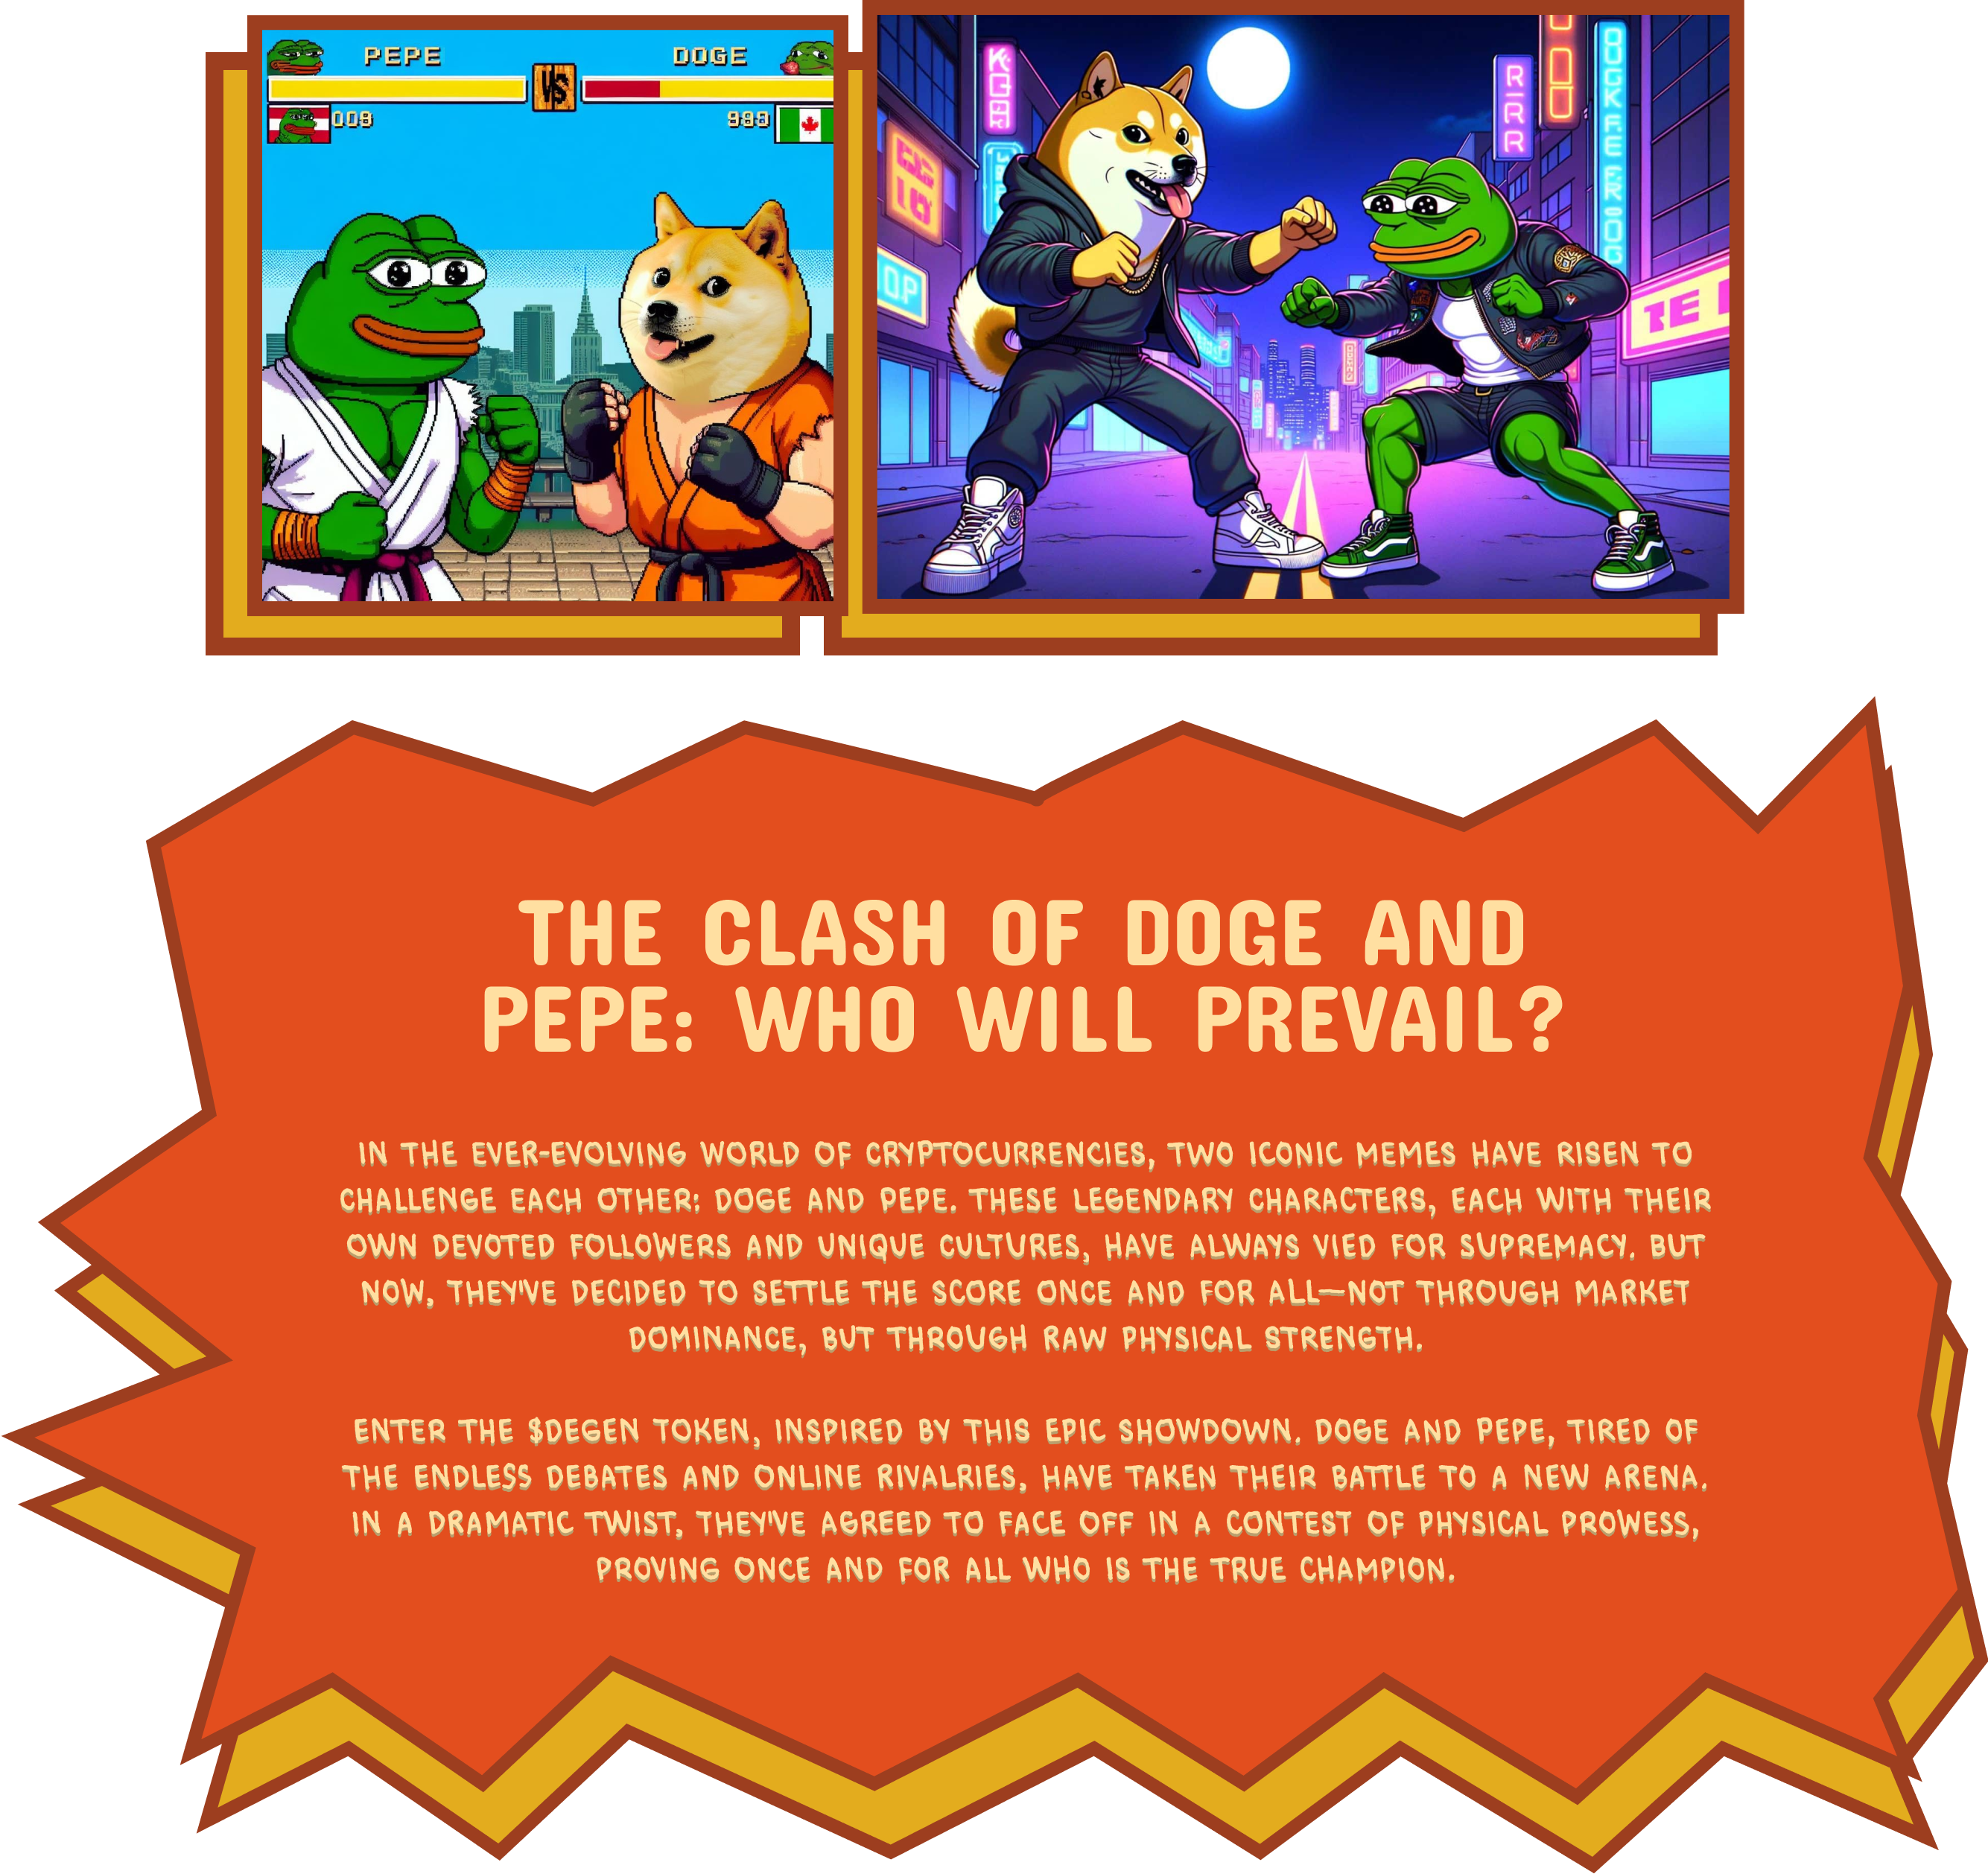 PEPE
VS
DOGE
008
989
R-RR
OP
THE CLASH OF DOGE AND
PEPE: WHO WILL PREVAIL?
IN THE EVER-EVOLVING WORLD OF CRYPTOCURRENCIES, TWO ICONIC MEMES HAVE RISEN TO
CHALLENGE EACH OTHER: DOGE AND PEPE. THESE LEGENDARY CHARACTERS, EACH WITH THEIR
OWN DEVOTED FOLLOWERS AND UNIQUE CULTURES, HAVE ALWAYS VIED FOR SUPREMACY. BUT
NOW, THEY'VE DECIDED TO SETTLE THE SCORE ONCE AND FOR ALL—NOT THROUGH MARKET
DOMINANCE, BUT THROUGH RAW PHYSICAL STRENGTH.
ENTER THE $DEGEN TOKEN, INSPIRED BY THIS EPIC SHOWDOWN. DOGE AND PEPE, TIRED OF
THE ENDLESS DEBATES AND ONLINE RIVALRIES, HAVE TAKEN THEIR BATTLE TO A NEW ARENA.
IN A DRAMATIC TWIST, THEY'VE AGREED TO FACE OFF IN A CONTEST OF PHYSICAL PROWESS,
PROVING ONCE AND FOR ALL WHO IS THE TRUE CHAMPION.